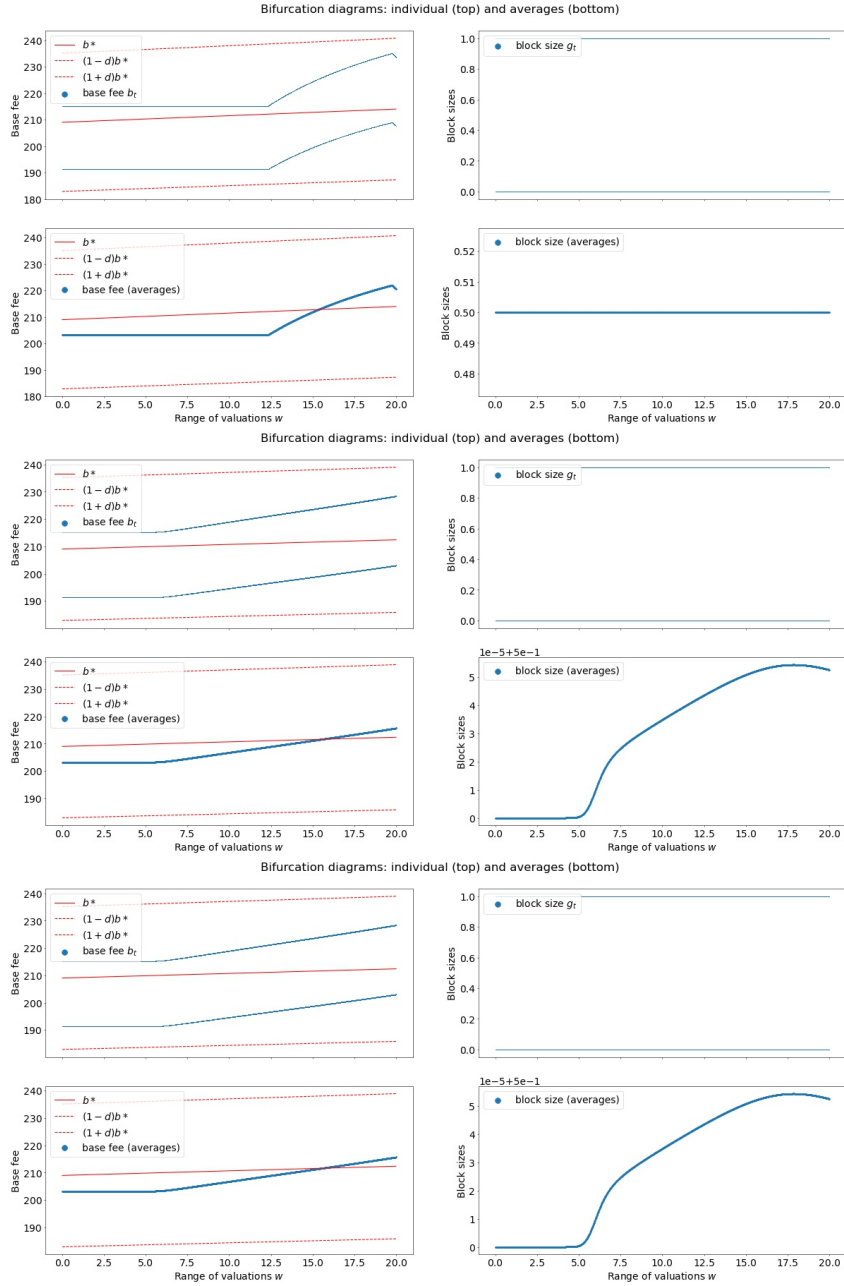 Bifurcation diagrams: individual (top) and averages (bottom)
Base fee
240
230
220
210
200
190
180
b*
(1 − d)b*
(1 + d)b*
base fee b_t
Block sizes
1.0
0.8
0.6
0.4
0.2
0.0
block size g_t
Base fee
240
230
220
210
200
190
180
b*
(1 − d)b*
(1 + d)b*
base fee (averages)
0.0 2.5 5.0 7.5 10.0 12.5 15.0 17.5 20.0
Range of valuations w
Block sizes
0.52
0.51
0.50
0.49
0.48
block size (averages)
0.0 2.5 5.0 7.5 10.0 12.5 15.0 17.5 20.0
Range of valuations w
Bifurcation diagrams: individual (top) and averages (bottom)
Base fee
240
230
220
210
200
190
b*
(1 − d)b*
(1 + d)b*
base fee b_t
Block sizes
1.0
0.8
0.6
0.4
0.2
0.0
block size g_t
Base fee
240
230
220
210
200
190
b*
(1 − d)b*
(1 + d)b*
base fee (averages)
0.0 2.5 5.0 7.5 10.0 12.5 15.0 17.5 20.0
Range of valuations w
1e-5+5e-1
Block sizes
5
4
3
2
1
0
block size (averages)
0.0 2.5 5.0 7.5 10.0 12.5 15.0 17.5 20.0
Range of valuations w
Bifurcation diagrams: individual (top) and averages (bottom)
Base fee
240
230
220
210
200
190
b*
(1 − d)b*
(1 + d)b*
base fee b_t
Block sizes
1.0
0.8
0.6
0.4
0.2
0.0
block size g_t
Base fee
240
230
220
210
200
190
b*
(1 − d)b*
(1 + d)b*
base fee (averages)
0.0 2.5 5.0 7.5 10.0 12.5 15.0 17.5 20.0
Range of valuations w
1e-5+5e-1
Block sizes
5
4
3
2
1
0
block size (averages)
0.0 2.5 5.0 7.5 10.0 12.5 15.0 17.5 20.0
Range of valuations w